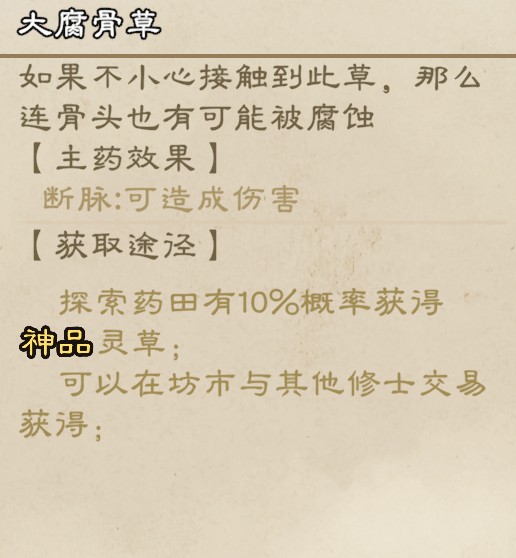 大腐骨草
如果不小心接触到此草，那么
连骨头也有可能被腐蚀
【主药效果】
断脉:可造成伤害
【获取途径】
探索药田有10%概率获得
神品灵草；
可以在坊市与其他修士交易
获得；